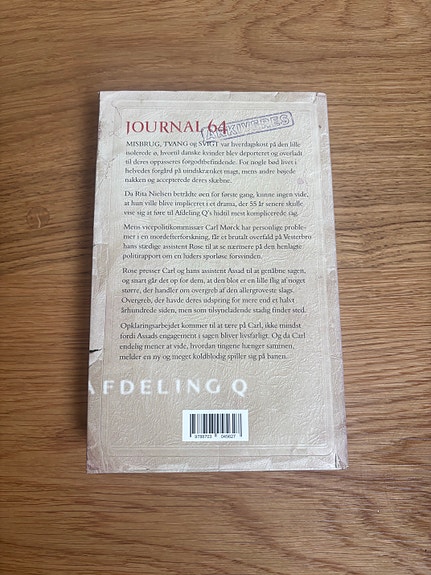 JOURNAL 64
ARKIVERES
MISBRUG, TVANG og SVIGT var hverdagskost på den lille
isolerede ø, hvortil danske kvinder blev deporteret og overladt
til deres oppasseres forgodtbefindende. For nogle bød livet i
helvedes forgård på uindskrænket magt, mens andre bøjede
nakken og accepterede deres skæbne.
Da Rita Nielsen betrådte øen for første gang, kunne ingen vide,
at hun ville blive impliceret i et drama, der 55 år senere skulle
vise sig at føre til Afdeling Q's hidtil mest komplicerede sag.
Mens vicepolitikommissær Carl Mørck har personlige proble-
mer i en mordefterforskning, får et brutalt overfald på Vesterbro
hans stædige assistent Rose til at se nærmere på den henlagte
politirapport om en luders sporløse forsvinden.
Rose presser Carl og hans assistent Assad til at genåbne sagen,
og snart går det op for dem, at den blot er en lille flig af noget
større, der handler om overgreb af den allergroveste slags.
Overgreb, der havde deres udspring for mere end et halvt
århundrede siden, men som tilsyneladende stadig finder sted.
Opklaringsarbejdet kommer til at tære på Carl, ikke mindst
fordi Assads engagement i sagen bliver livsfarligt. Og da Carl
endelig mener at vide, hvordan tingene hænger sammen,
melder en ny og meget koldblodig spiller sig på banen.
AFDELING Q
9788703 045627